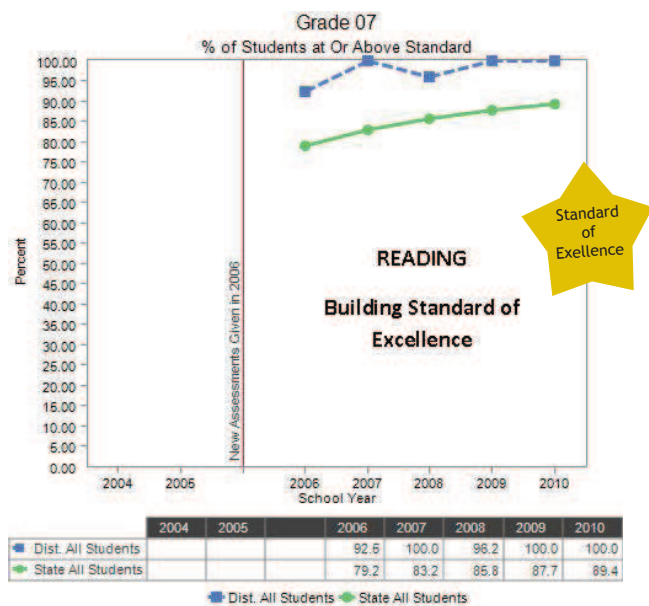 Grade 07
% of Students at Or Above Standard
100.00
95.00
90.00
85.00
80.00
75.00
70.00
65.00
60.00
55.00
50.00
45.00
40.00
35.00
30.00
25.00
20.00
15.00
10.00
5.00
0.00
Percent
New Assessments Given in 2006
READING
Building Standard of
Excellence
Standard
of
Exellence
2004 2005 2006 2007 2008 2009 2010
School Year
2004 2005 2006 2007 2008 2009 2010
Dist. All Students 92.6 100.0 96.2 100.0 100.0
State All Students 79.2 83.2 85.8 87.7 89.4
Dist. All Students State All Students